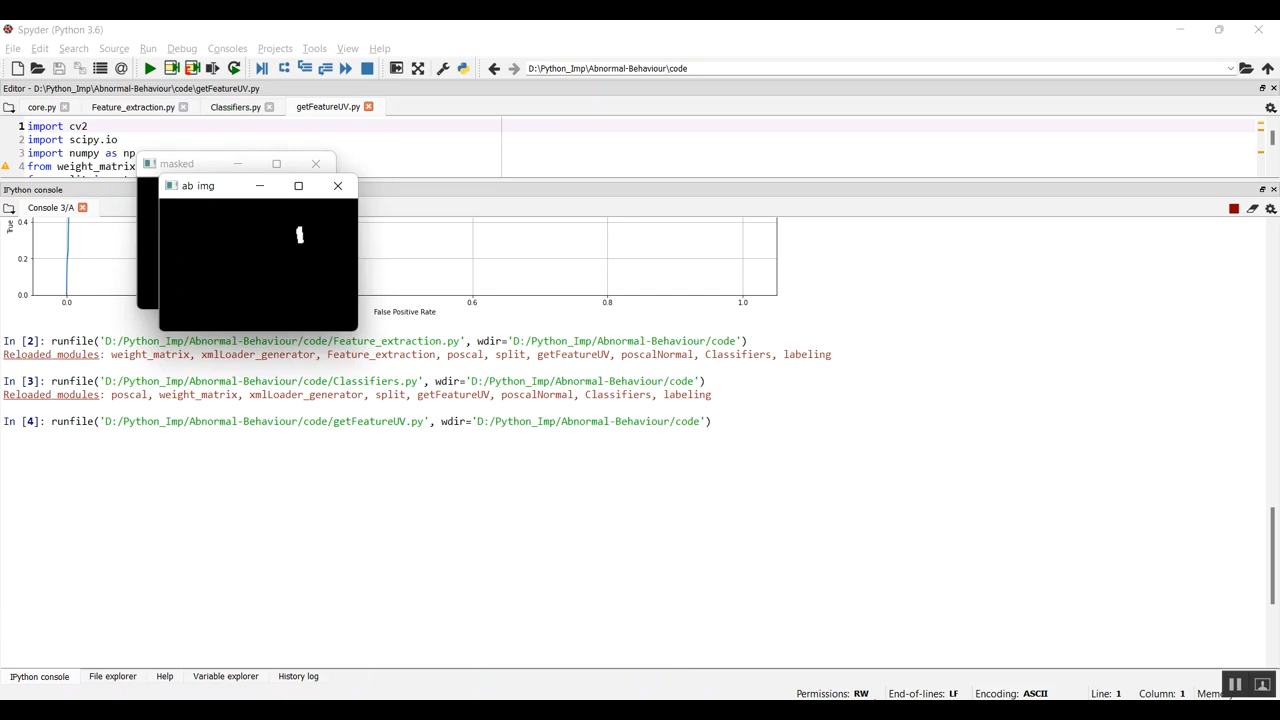 Spyder (Python 3.6)
File Edit Search Source Run Debug Consoles Projects Tools View Help
D:\Python_Imp\Abnormal-Behaviour\code
Editor - D:\Python_Imp\Abnormal-Behaviour\code\getFeatureUV.py
core.py Feature_extraction.py Classifiers.py getFeatureUV.py
1 import cv2
2 import scipy.io
3 import numpy as np
4 from weight_matrix
masked
ab img
IPython console
Console 3/A
True
0.4
0.2
0.0
0.0 0.6 0.8 1.0
False Positive Rate
In [2]: runfile('D:/Python_Imp/Abnormal-Behaviour/code/Feature_extraction.py', wdir='D:/Python_Imp/Abnormal-Behaviour/code')
Reloaded modules: weight_matrix, xmlLoader_generator, Feature_extraction, poscal, split, getFeatureUV, poscalNormal, Classifiers, labeling
In [3]: runfile('D:/Python_Imp/Abnormal-Behaviour/code/Classifiers.py', wdir='D:/Python_Imp/Abnormal-Behaviour/code')
Reloaded modules: poscal, weight_matrix, xmlLoader_generator, split, getFeatureUV, poscalNormal, Classifiers, labeling
In [4]: runfile('D:/Python_Imp/Abnormal-Behaviour/code/getFeatureUV.py', wdir='D:/Python_Imp/Abnormal-Behaviour/code')
IPython console File explorer Help Variable explorer History log
Permissions: RW End-of-lines: LF Encoding: ASCII Line: 1 Column: 1